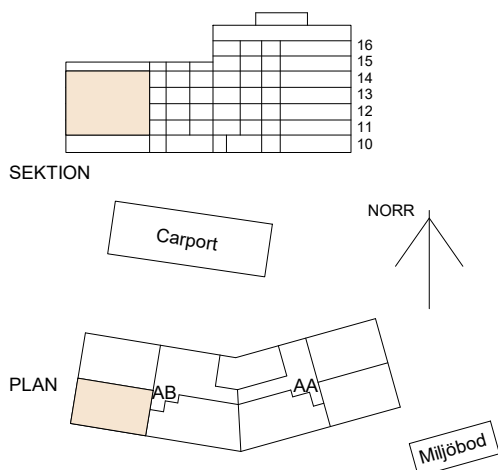 16
15
14
13
12
11
10
SEKTION
NORR
Carport
PLAN
AB
AA
Miljöbod